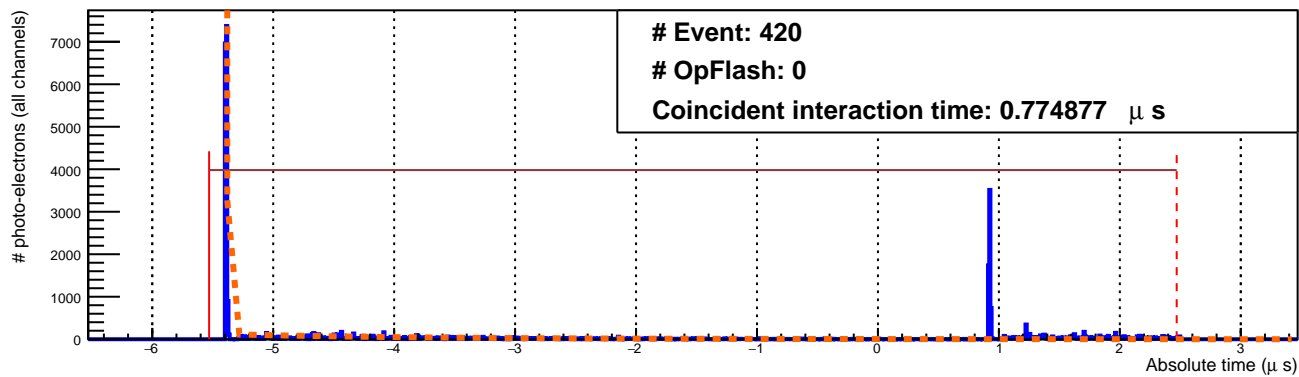 # Event: 420
# OpFlash: 0
Coincident interaction time: 0.774877 μ s
# photo-electrons (all channels)
7000
6000
5000
4000
3000
2000
1000
0
−6 −5 −4 −3 −2 −1 0 1 2 3
Absolute time (μ s)